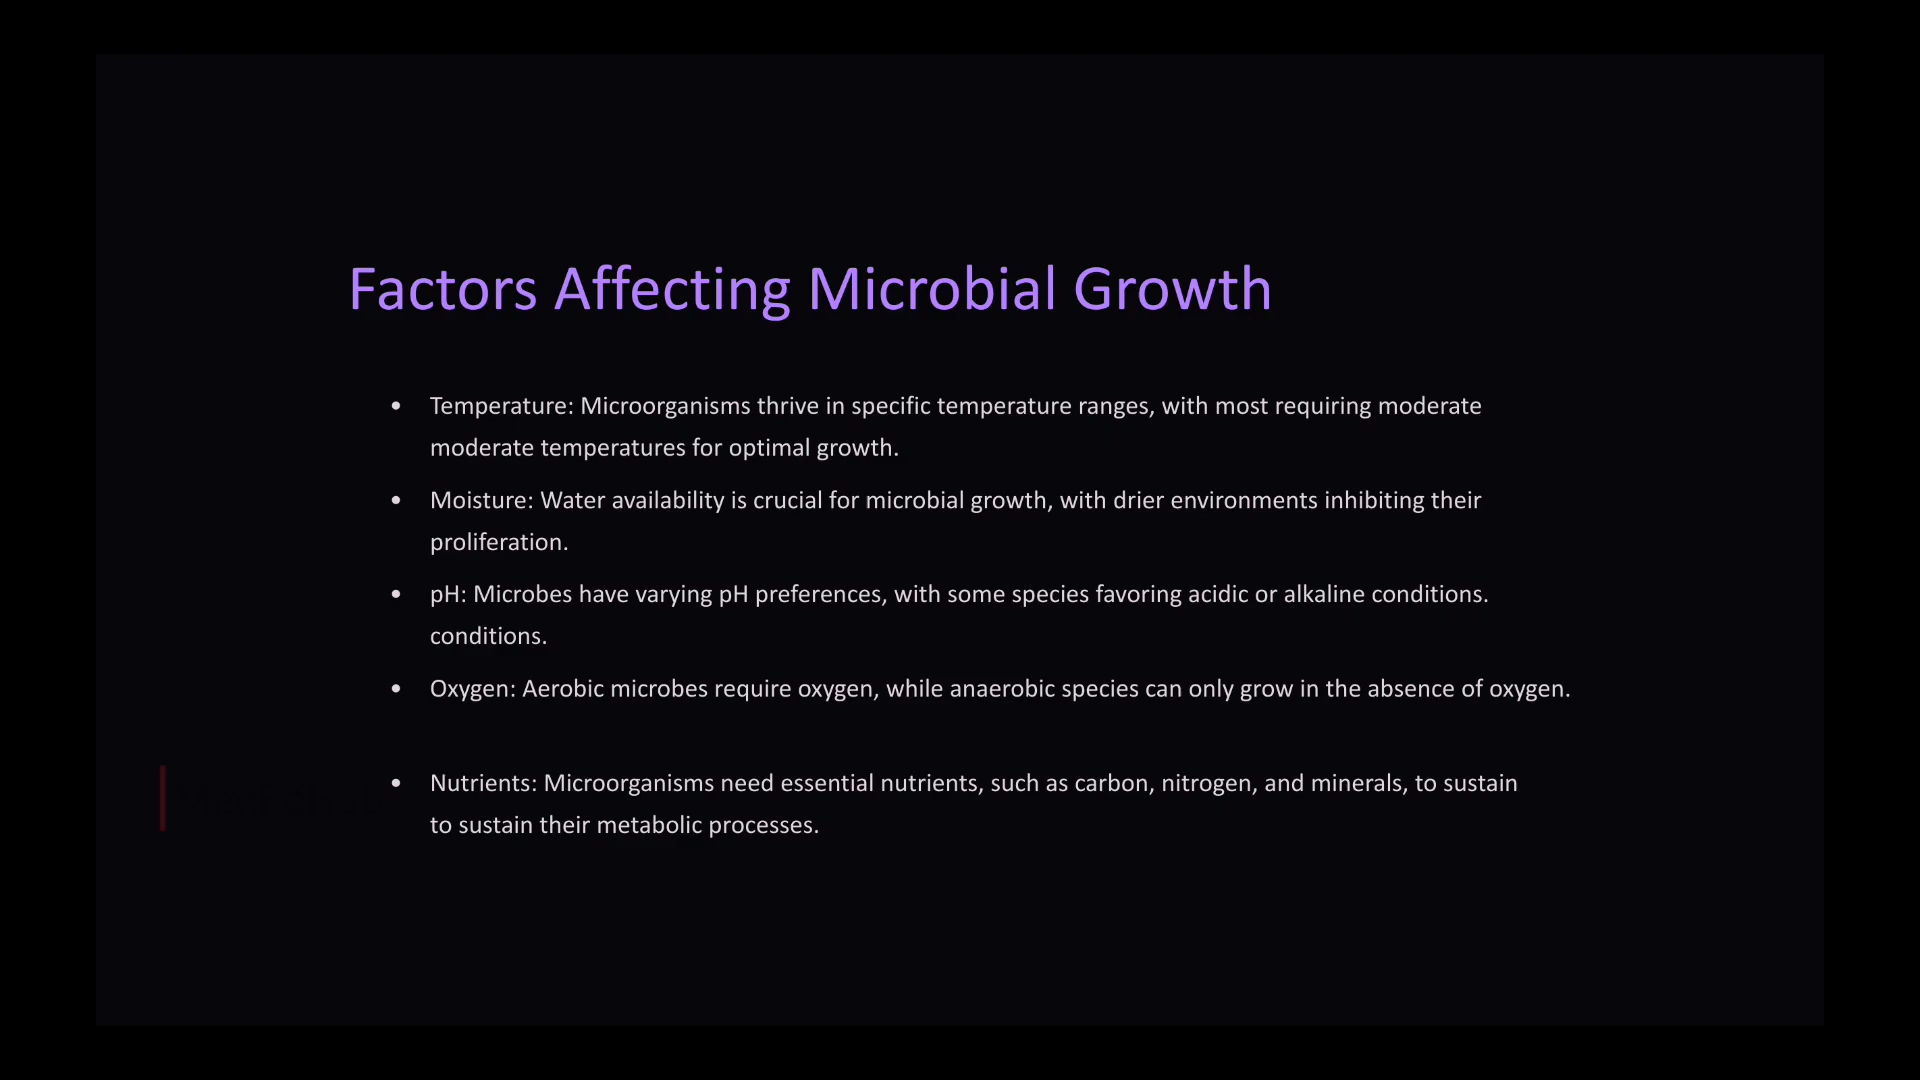 Factors Affecting Microbial Growth
• Temperature: Microorganisms thrive in specific temperature ranges, with most requiring moderate
moderate temperatures for optimal growth.
• Moisture: Water availability is crucial for microbial growth, with drier environments inhibiting their
proliferation.
• pH: Microbes have varying pH preferences, with some species favoring acidic or alkaline conditions.
conditions.
• Oxygen: Aerobic microbes require oxygen, while anaerobic species can only grow in the absence of oxygen.
• Nutrients: Microorganisms need essential nutrients, such as carbon, nitrogen, and minerals, to sustain
to sustain their metabolic processes.